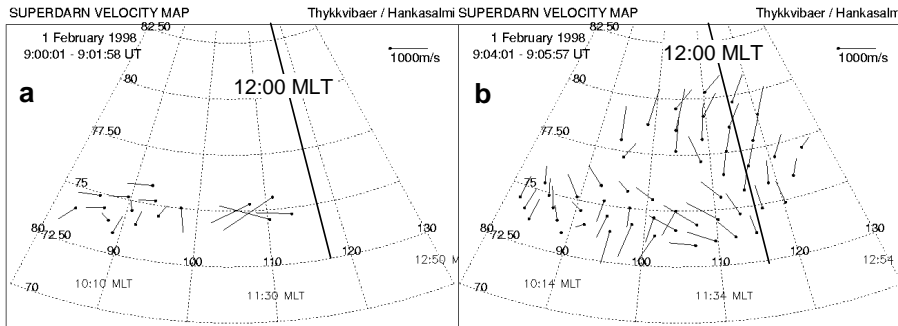 SUPERDARN VELOCITY MAP Thykkvibaer / Hankasalmi
1 February 1998
9:00:01 - 9:01:58 UT
82.50
1000m/s
12:00 MLT
a
80
77.50
75
80
72.50
70
90
100
110
120
130
10:10 MLT
11:30 MLT
12:50 M
SUPERDARN VELOCITY MAP Thykkvibaer / Hankasalmi
1 February 1998
9:04:01 - 9:05:57 UT
82.50
1000m/s
12:00 MLT
b
80
77.50
75
80
72.50
70
90
100
110
120
130
10:14 MLT
11:34 MLT
12:54